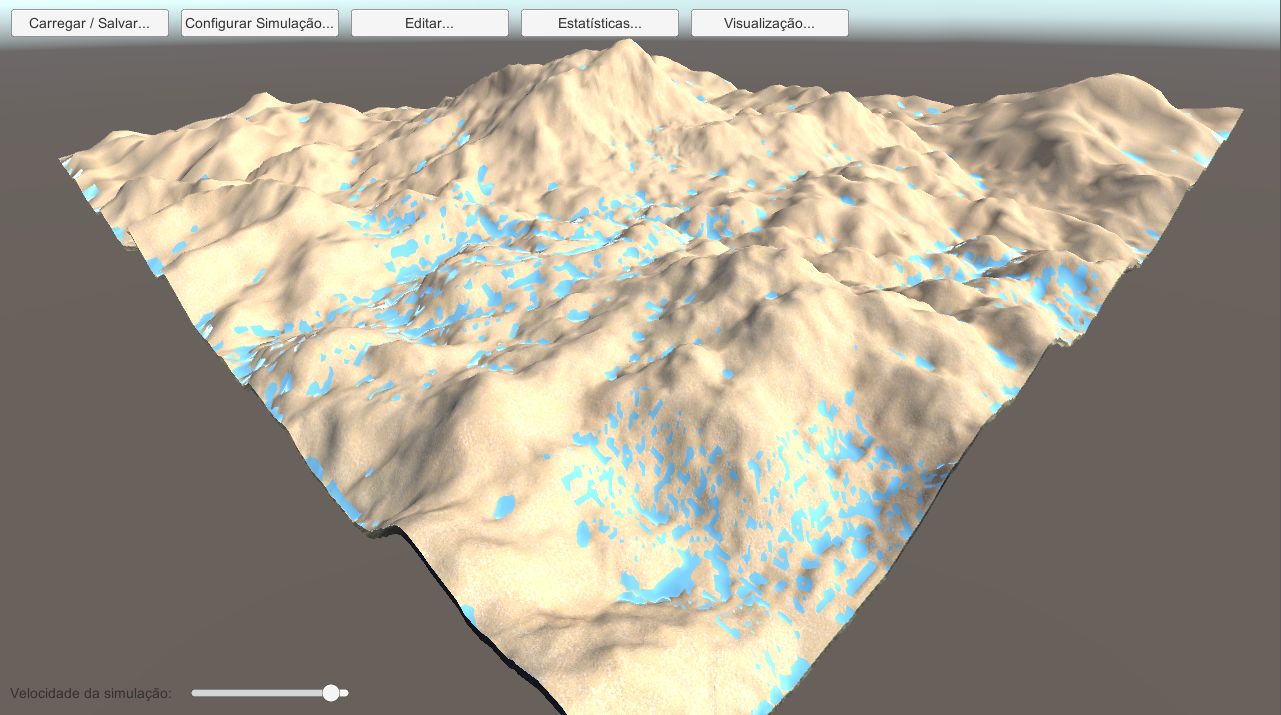 Carregar / Salvar...
Configurar Simulação...
Editar...
Estatísticas...
Visualização...
Velocidade da simulação: